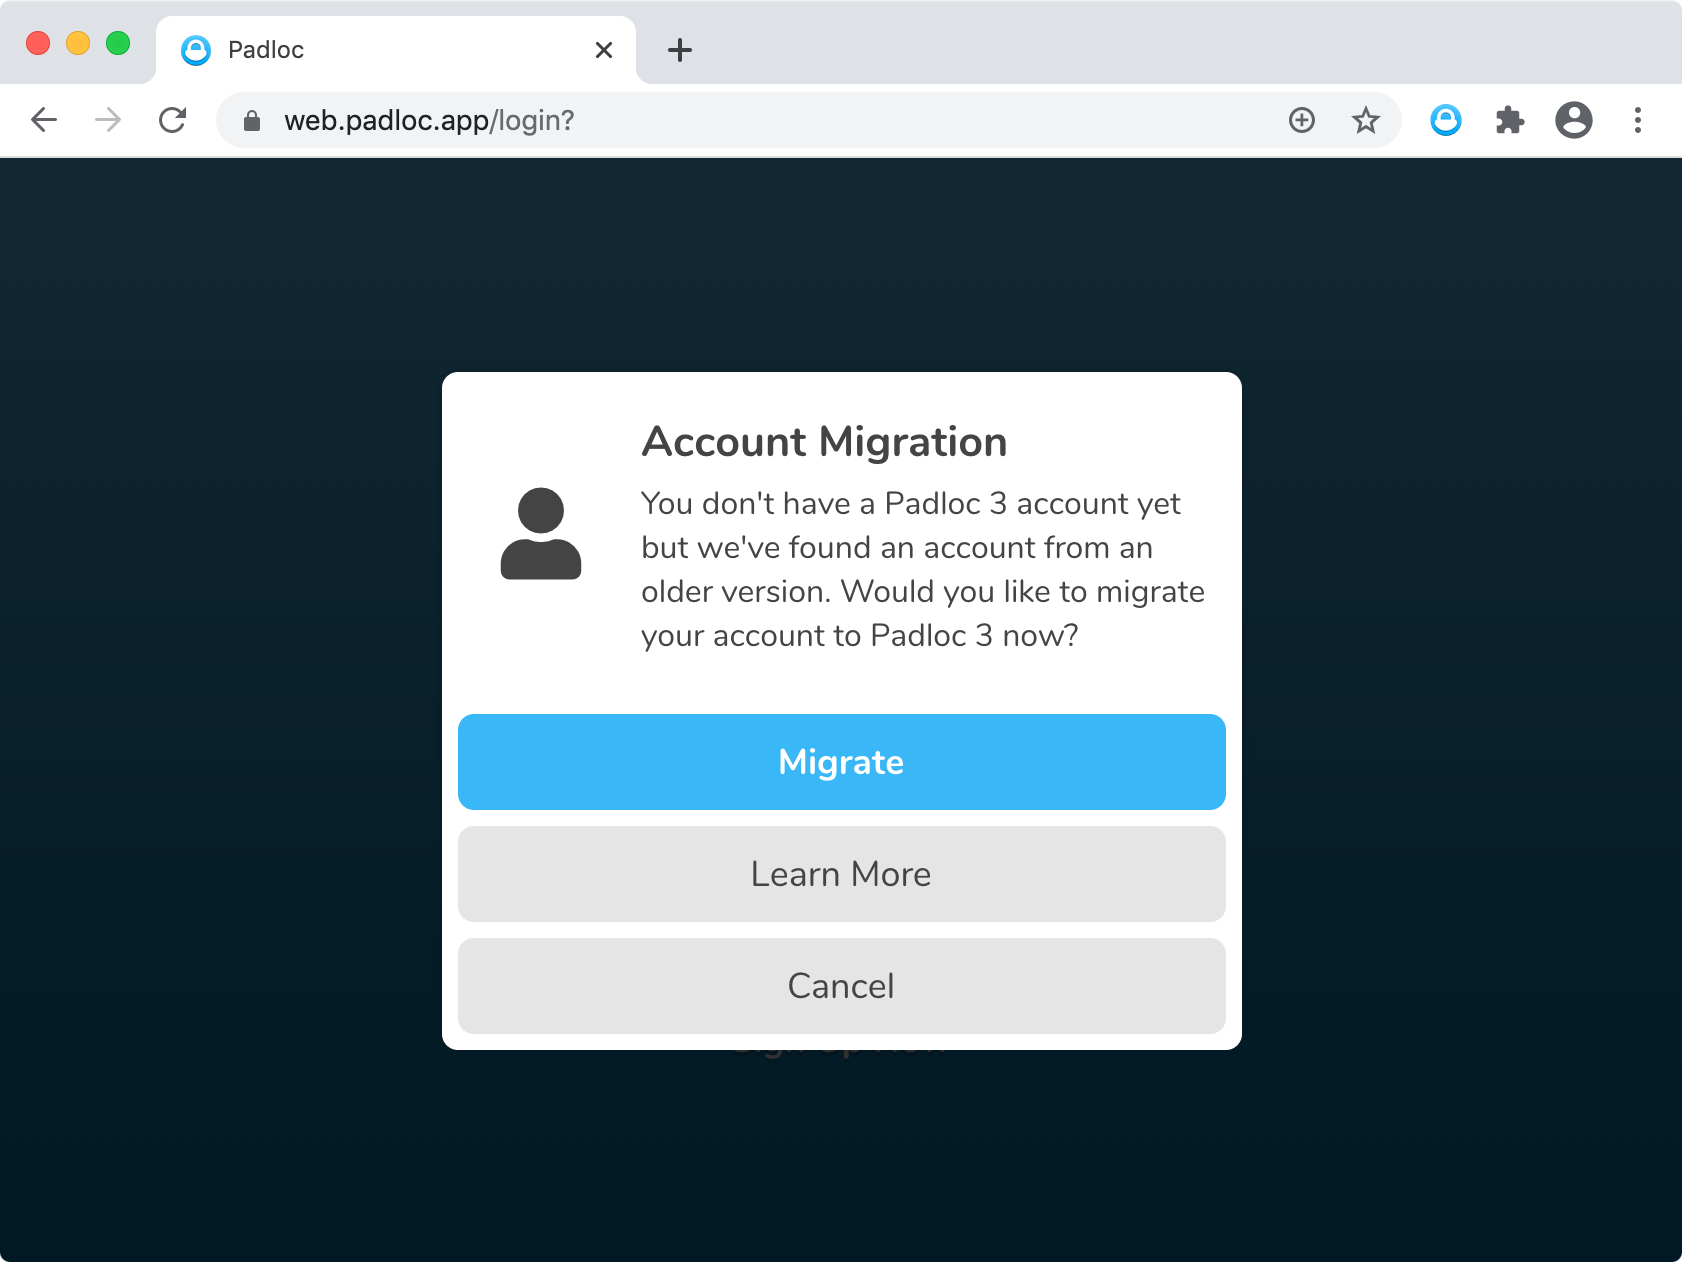 Padloc
web.padloc.app/login?
Account Migration
You don't have a Padloc 3 account yet
but we've found an account from an
older version. Would you like to migrate
your account to Padloc 3 now?
Migrate
Learn More
Cancel